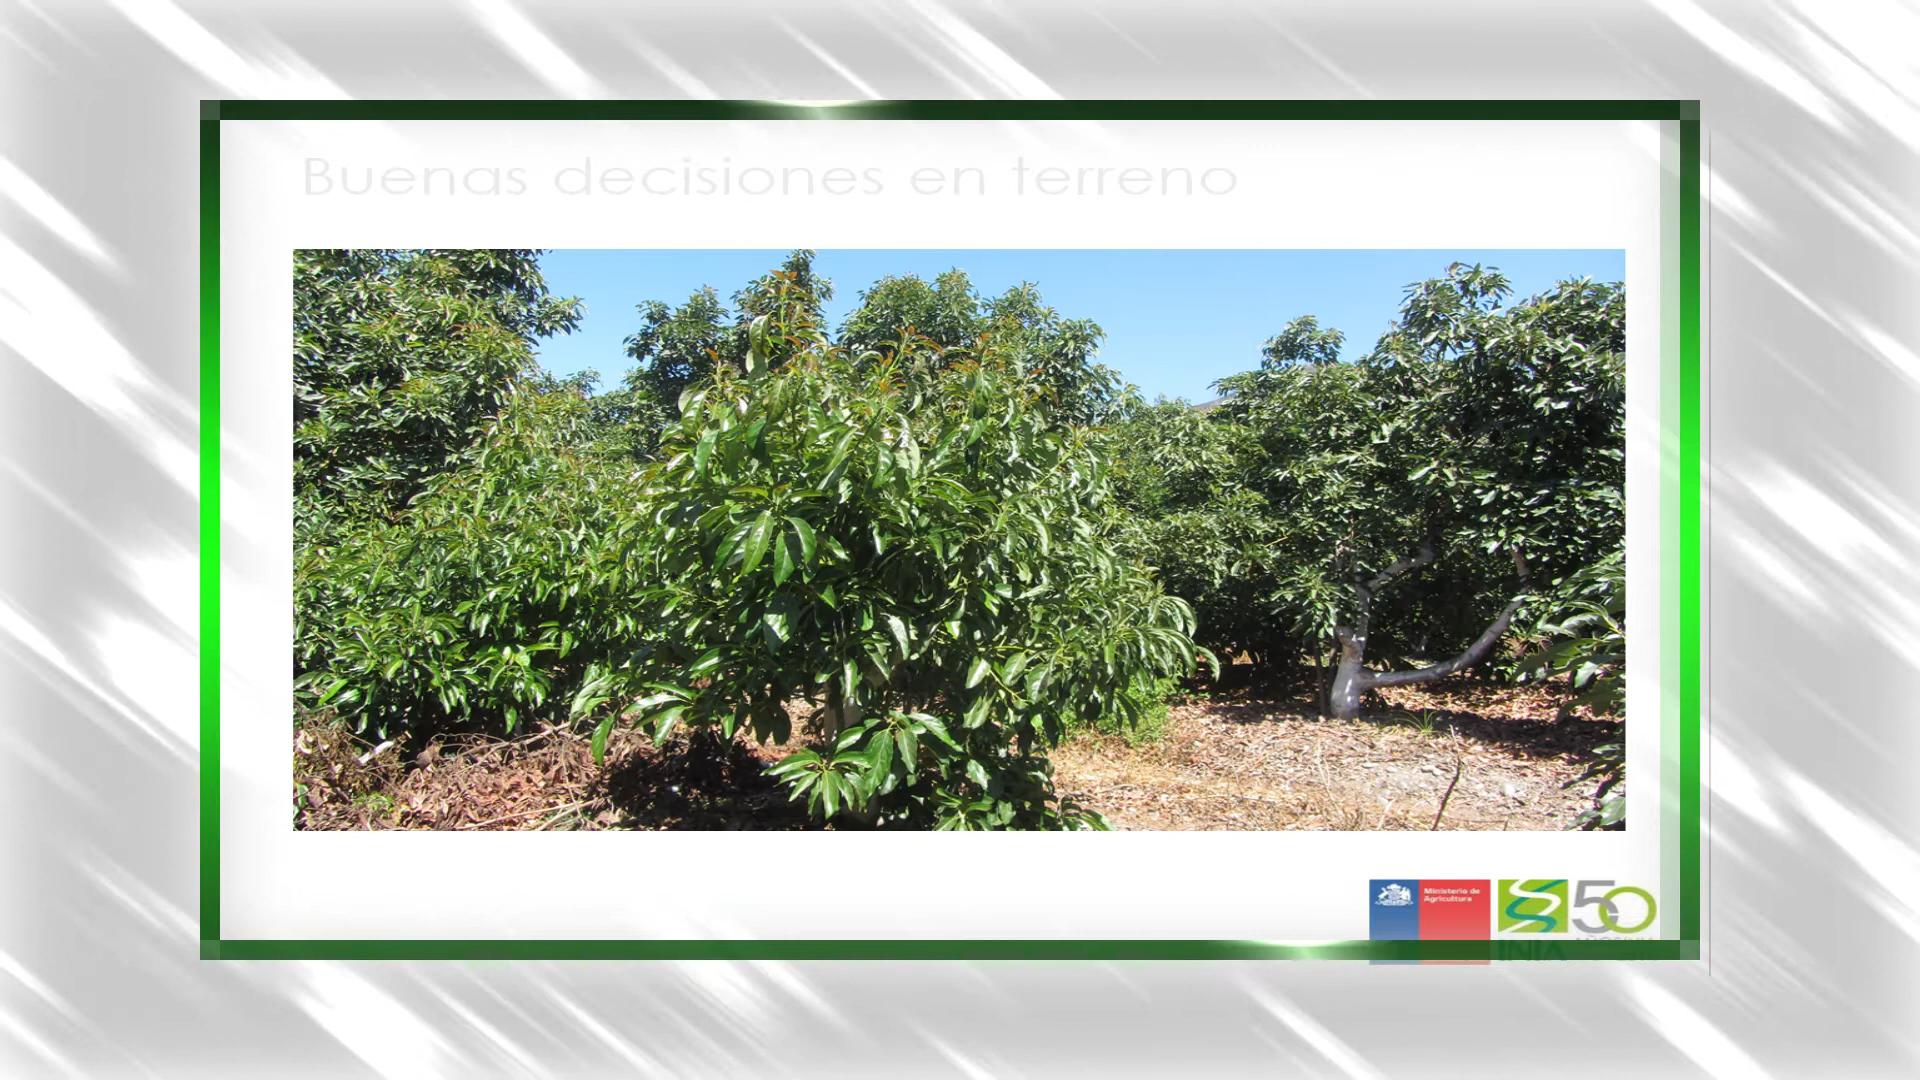 Buenas decisiones en terreno
Ministerio de
Agricultura
50
INIA